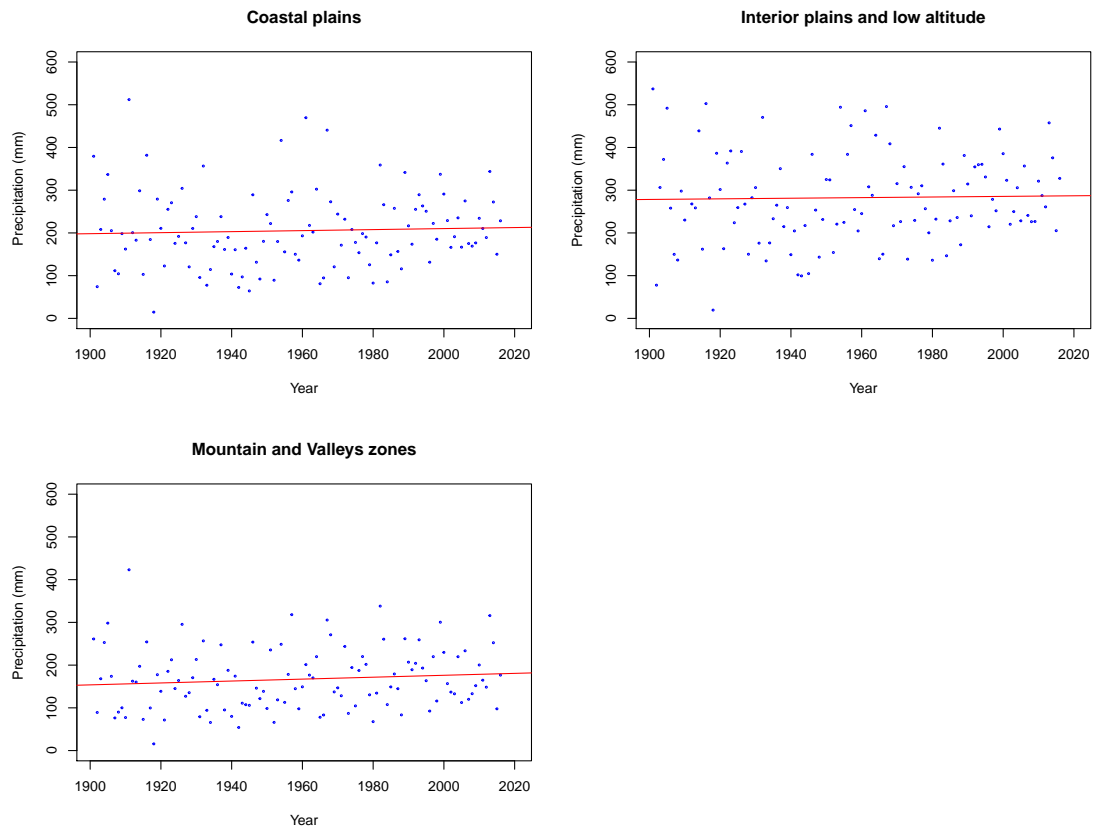 Coastal plains
Precipitation (mm)
0 100 200 300 400 500 600
1900 1920 1940 1960 1980 2000 2020
Year
Interior plains and low altitude
Precipitation (mm)
0 100 200 300 400 500 600
1900 1920 1940 1960 1980 2000 2020
Year
Mountain and Valleys zones
Precipitation (mm)
0 100 200 300 400 500 600
1900 1920 1940 1960 1980 2000 2020
Year